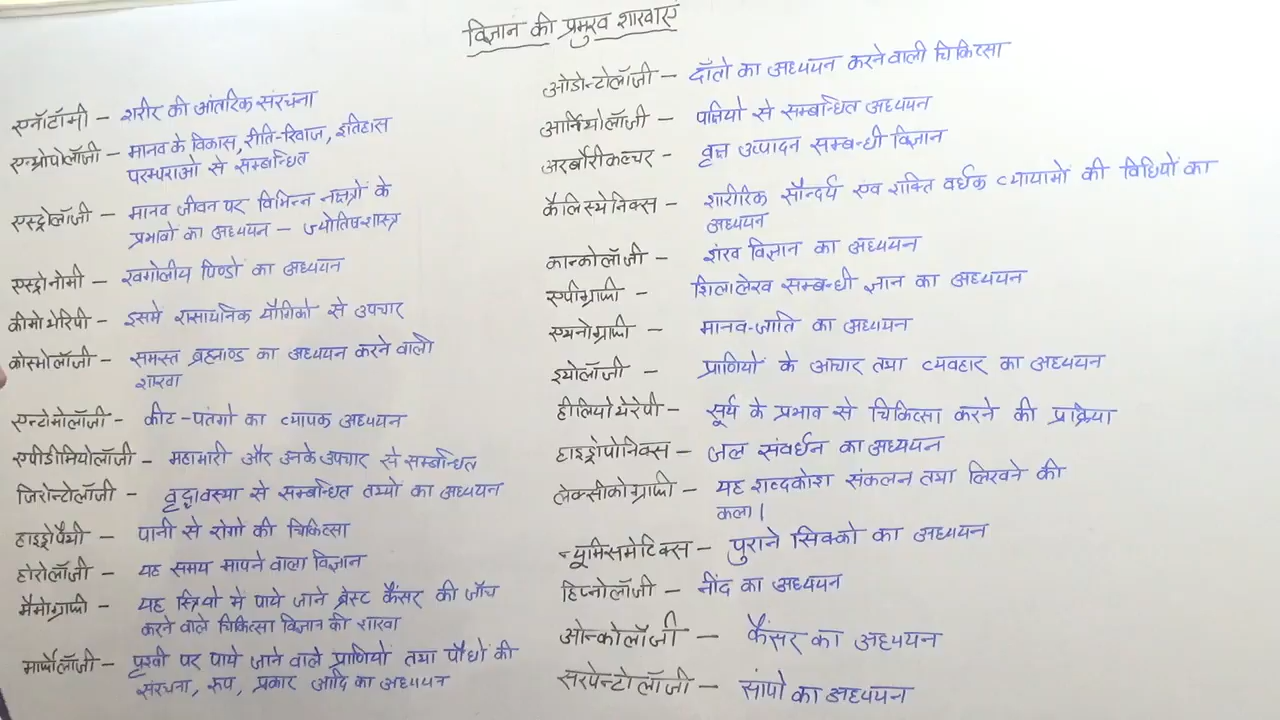 विज्ञान की प्रमुख शाखाएं
एनॉटॉमी – शरीर की आंतरिक संरचना
एन्थ्रोपोलॉजी – मानव के विकास, रीति-रिवाज, इतिहास
परम्पराओ से सम्बन्धित
एस्ट्रोलॉजी – मानव जीवन पर विभिन्न नक्षत्रों के
प्रभावो का अध्ययन – ज्योतिषशास्त्र
एस्ट्रोनोमी – खगोलीय पिण्डो का अध्ययन
कीमोथेरिपी – इसमे रासायनिक यौगिको से उपचार
कोस्मोलॉजी – समस्त ब्रह्माण्ड का अध्ययन करने वाली
शाखा
एन्टोमोलॉजी – कीट-पतंगो का व्यापक अध्ययन
एपीडीमियोलॉजी – महामारी और उनके उपचार से सम्बन्धित
जिरोन्टोलॉजी – वृद्धावस्था से सम्बन्धित तथ्यों का अध्ययन
हाइड्रोपैथी – पानी से रोगो की चिकित्सा
होरोलॉजी – यह समय मापने वाला विज्ञान
मैमोग्राफी – यह स्त्रियो में पाये जाने ब्रेस्ट कैंसर की जाँच
करने वाले चिकित्सा विज्ञान की शाखा
मार्फोलॉजी – पृथ्वी पर पाये जाने वाले प्राणियो तथा पौधो की
संरचना, रूप, प्रकार आदि का अध्ययन
ओडोन्टोलॉजी – दाँतो का अध्ययन करने वाली चिकित्सा
आर्निथोलॉजी – पक्षियो से सम्बन्धित अध्ययन
अरर्बोरीकल्चर – वृक्ष उत्पादन सम्बन्धी विज्ञान
कैलिस्थेनिक्स – शारीरिक सौन्दर्य एंव शक्ति वर्धक व्यायामों की विधियों का
अध्ययन
कान्कोलॉजी – शंख विज्ञान का अध्ययन
एपीग्राफी – शिलालेख सम्बन्धी ज्ञान का अध्ययन
एथनोग्राफी – मानव-जाति का अध्ययन
इथोलॉजी – प्राणियों के आचार तथा व्यवहार का अध्ययन
हीलियोथेरेपी – सूर्य के प्रभाव से चिकित्सा करने की प्रक्रिया
हाइड्रोपोनिक्स – जल संवर्धन का अध्ययन
लेक्सीकोग्राफी – यह शब्दकोश संकलन तथा लिखने की
कला।
न्यूमिसमेटिक्स – पुराने सिक्को का अध्ययन
हिप्नोलॉजी – नींद का अध्ययन
ओन्कोलॉजी – कैंसर का अध्ययन
सरपेन्टोलॉजी – सांपो का अध्ययन